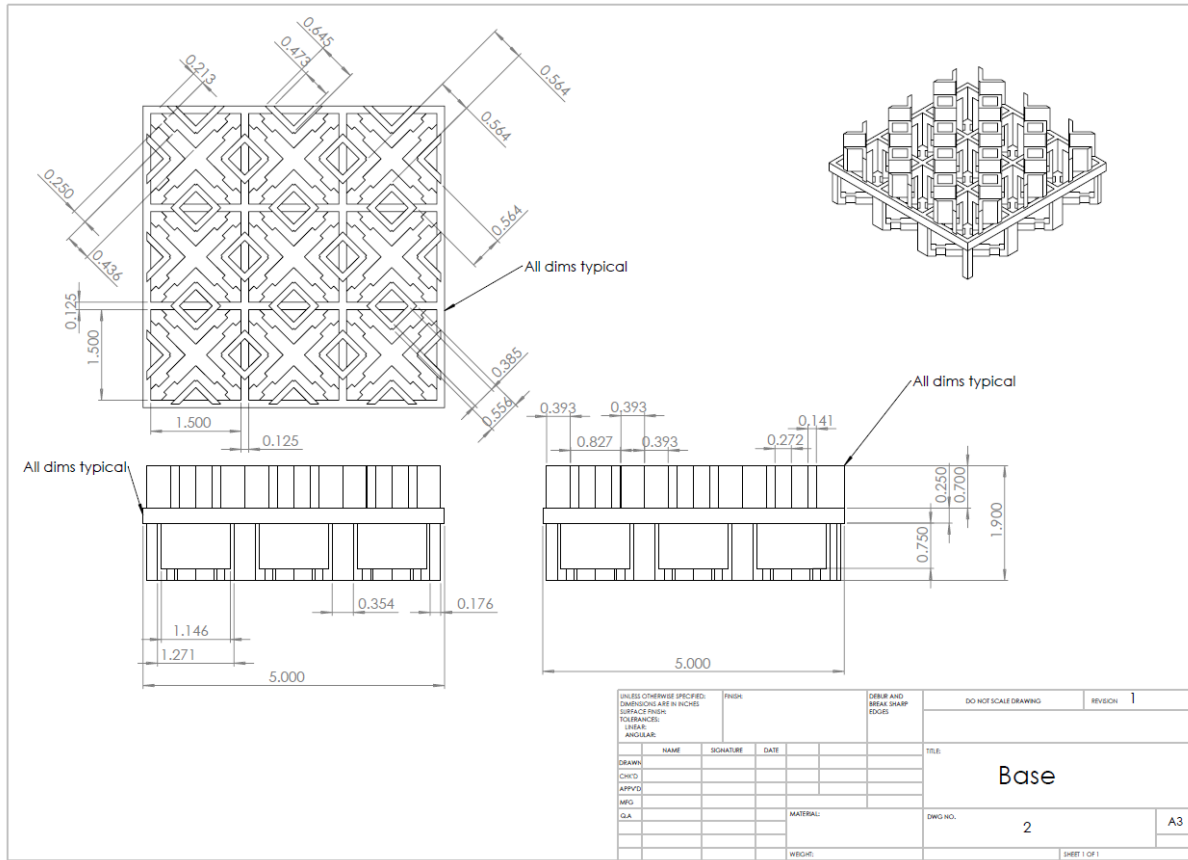 0.645
0.473
0.213
0.564
0.564
0.250
0.564
0.436
All dims typical
0.125
1.500
0.385
0.556
1.500
0.125
All dims typical
All dims typical
0.393
0.393
0.141
0.827
0.393
0.272
0.250
0.700
0.750
1.900
0.354
0.176
1.146
1.271
5.000
5.000
UNLESS OTHERWISE SPECIFIED:
DIMENSIONS ARE IN INCHES
SURFACE FINISH:
TOLERANCES:
LINEAR:
ANGULAR:
FINISH:
DEBUR AND
BREAK SHARP
EDGES
DO NOT SCALE DRAWING
REVISION 1
NAME SIGNATURE DATE
TITLE:
DRAWN
CHK'D
APPV'D
MFG
Q.A
Base
MATERIAL:
DWG NO.
2
A3
WEIGHT:
SHEET 1 OF 1